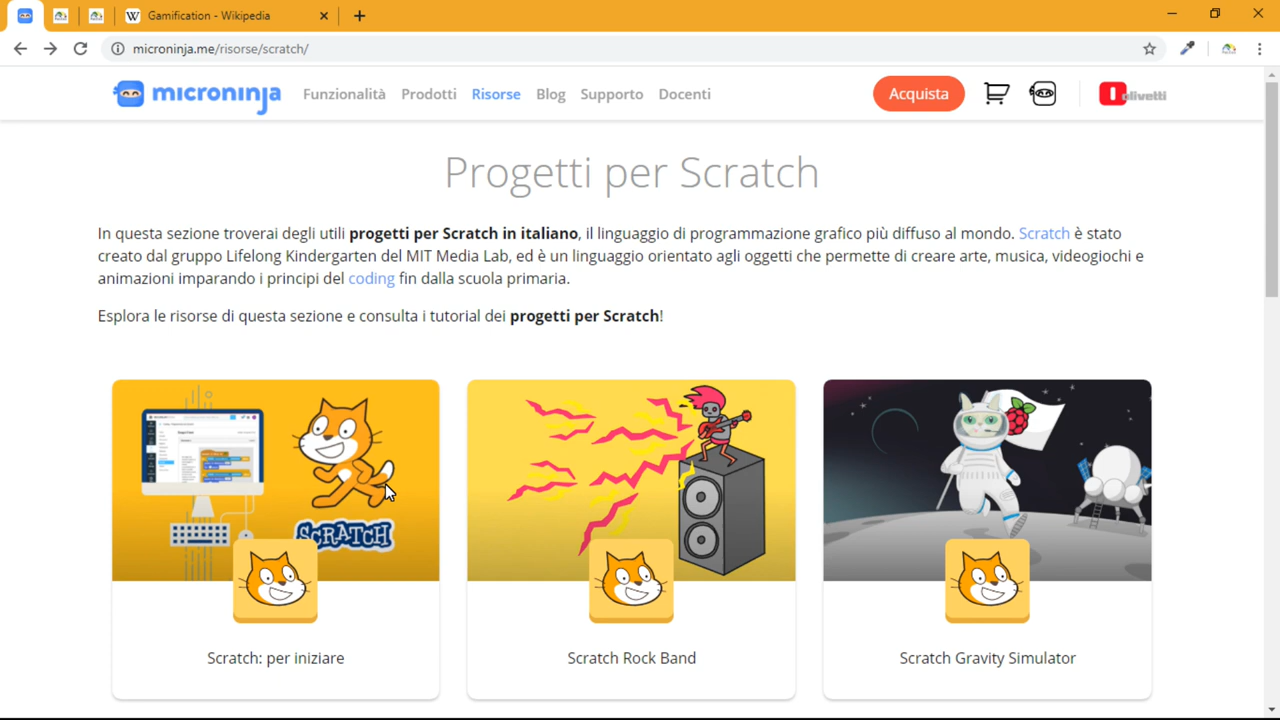 Gamification - Wikipedia
microninja.me/risorse/scratch/
microninja Funzionalità Prodotti Risorse Blog Supporto Docenti Acquista olivetti
Progetti per Scratch
In questa sezione troverai degli utili progetti per Scratch in italiano, il linguaggio di programmazione grafico più diffuso al mondo. Scratch è stato
creato dal gruppo Lifelong Kindergarten del MIT Media Lab, ed è un linguaggio orientato agli oggetti che permette di creare arte, musica, videogiochi e
animazioni imparando i principi del coding fin dalla scuola primaria.
Esplora le risorse di questa sezione e consulta i tutorial dei progetti per Scratch!
SCRATCH
Scratch: per iniziare
Scratch Rock Band
Scratch Gravity Simulator